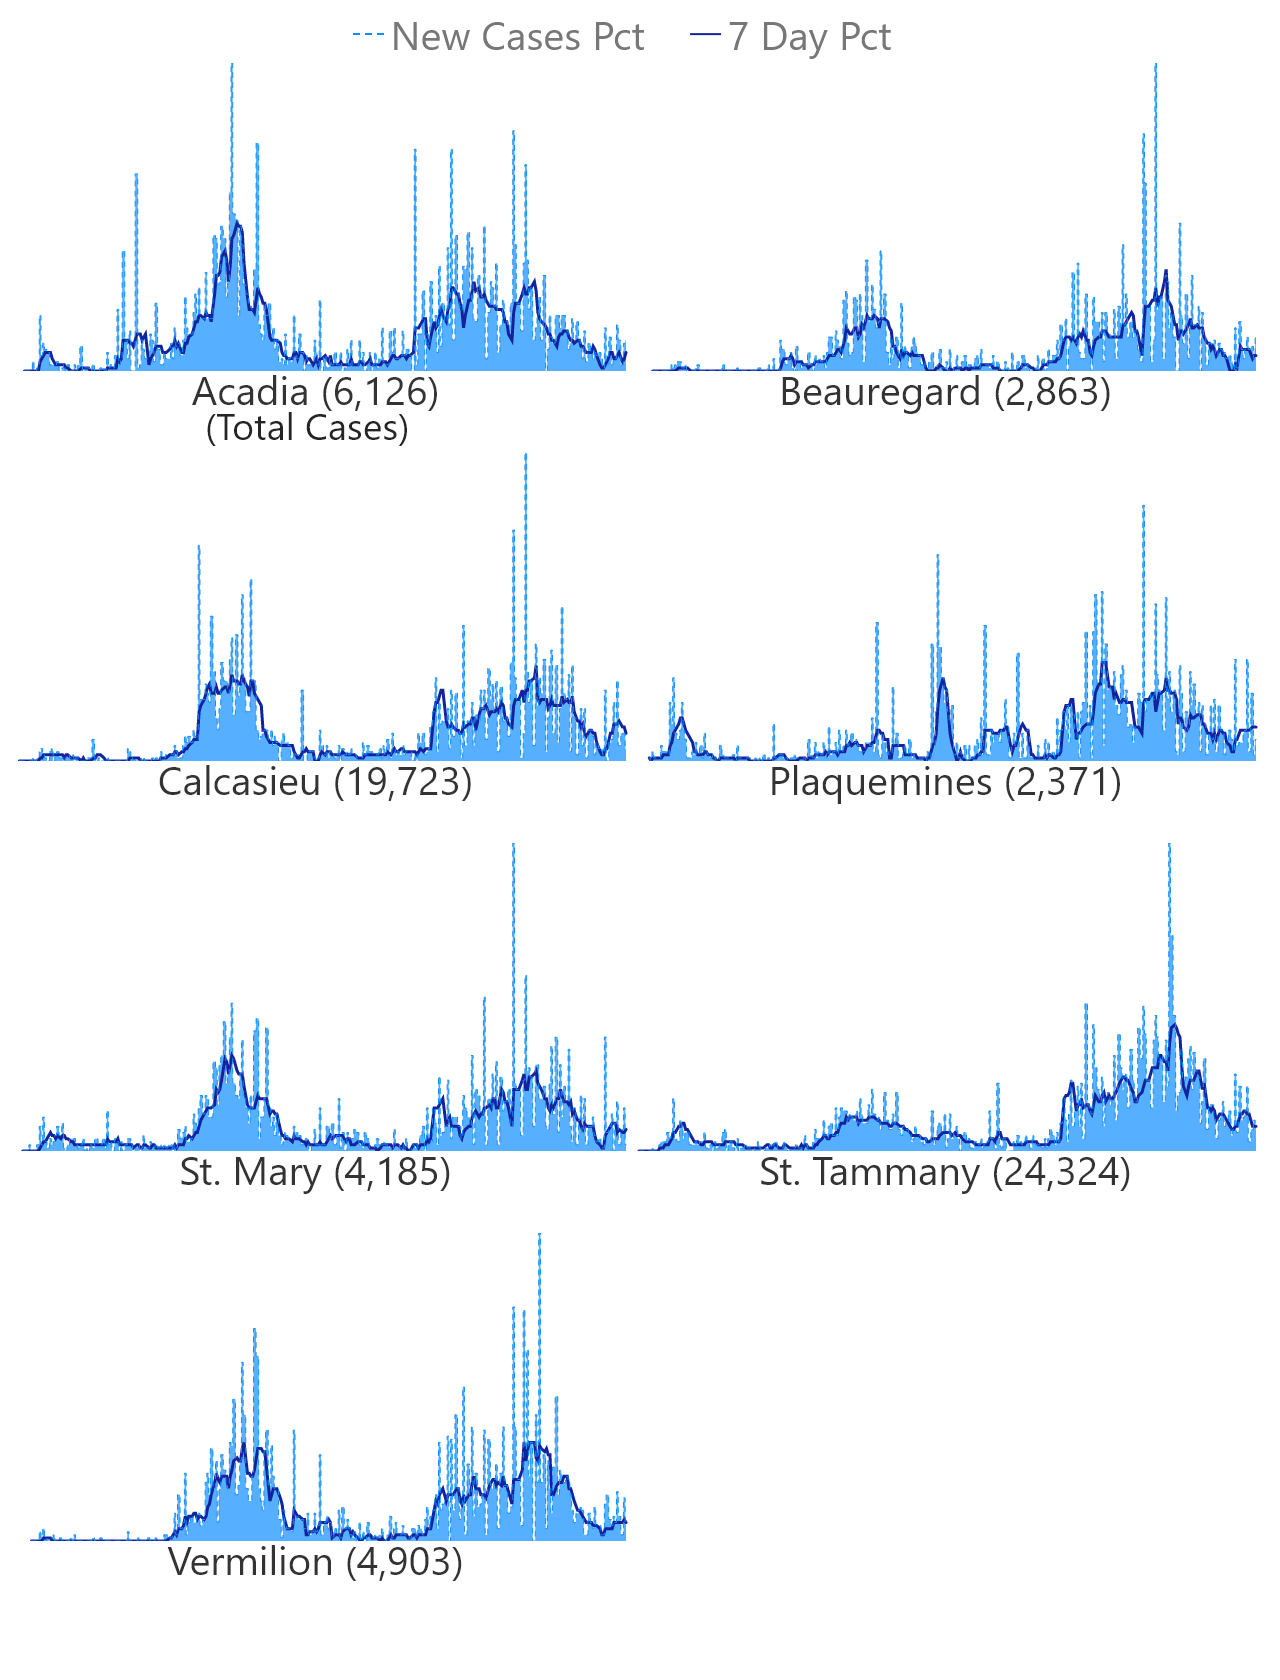 New Cases Pct 7 Day Pct
Acadia (6,126) Beauregard (2,863)
(Total Cases)
Calcasieu (19,723) Plaquemines (2,371)
St. Mary (4,185) St. Tammany (24,324)
Vermilion (4,903)